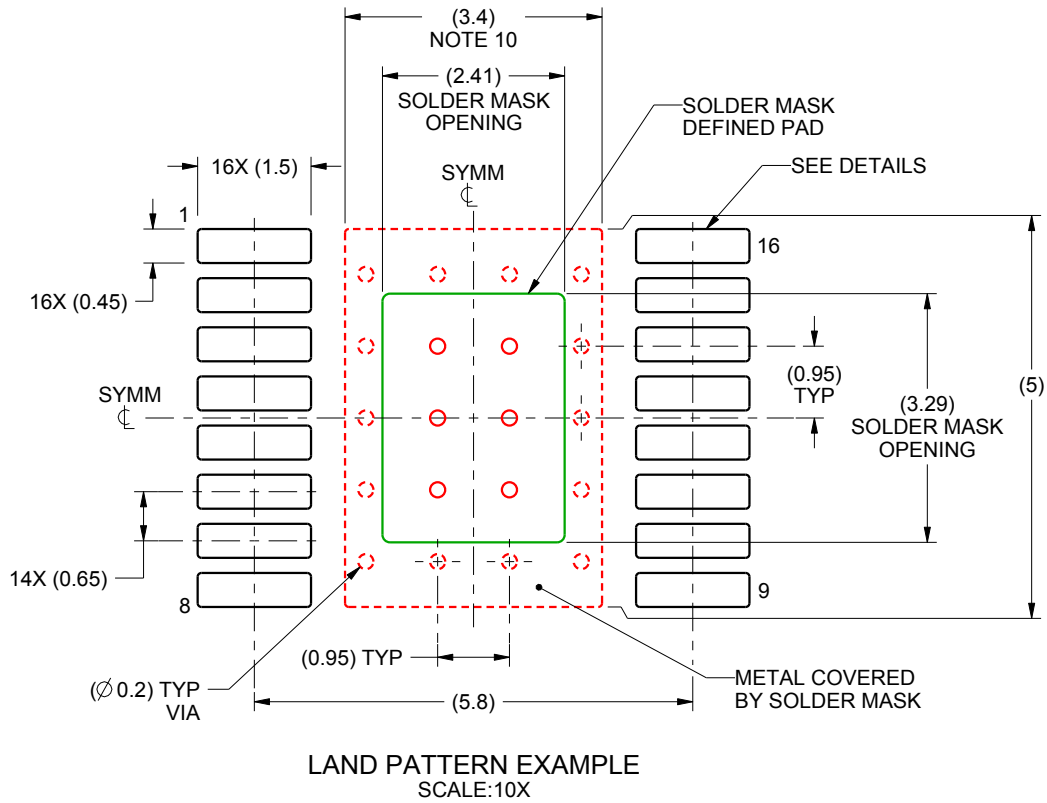 (3.4)
NOTE 10
(2.41)
SOLDER MASK
OPENING
SOLDER MASK
DEFINED PAD
16X (1.5)
SYMM
℄
SEE DETAILS
1
16
16X (0.45)
SYMM
℄
(0.95)
TYP
(5)
(3.29)
SOLDER MASK
OPENING
14X (0.65)
8
9
(0.95) TYP
(∅ 0.2) TYP
VIA
(5.8)
METAL COVERED
BY SOLDER MASK
LAND PATTERN EXAMPLE
SCALE:10X